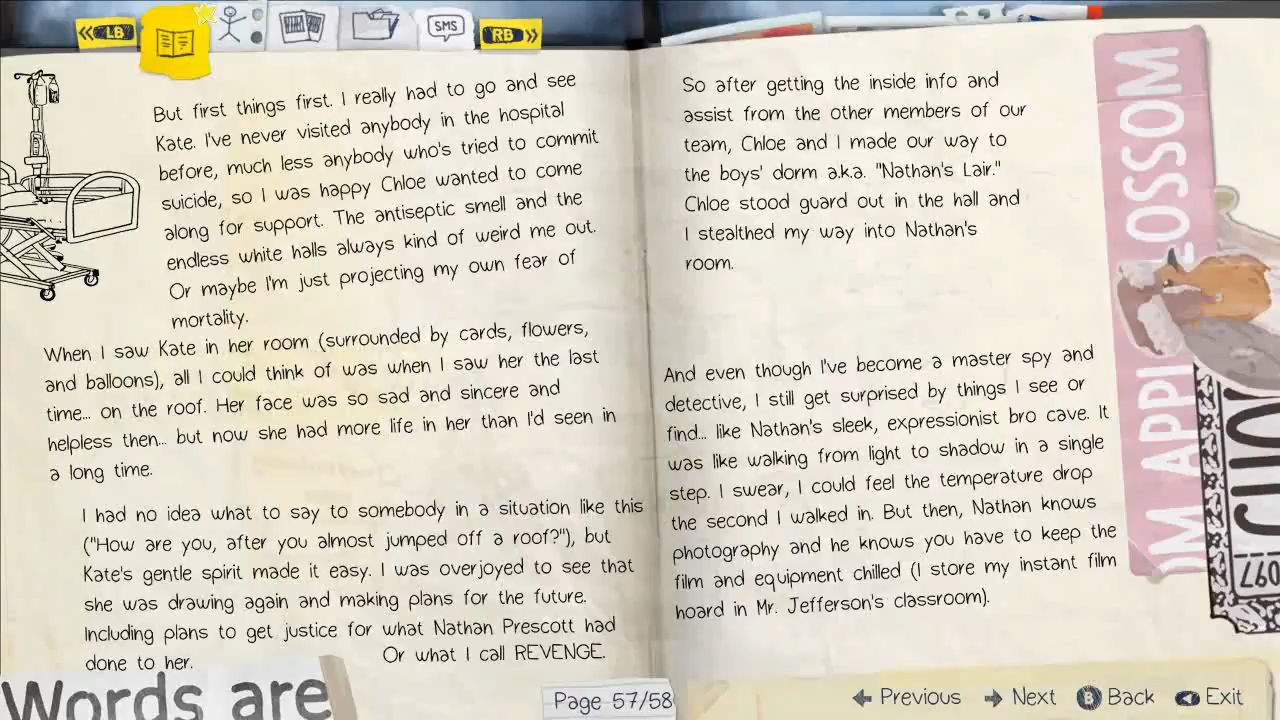 LB
SMS
RB
But first things first. I really had to go and see
Kate. I've never visited anybody in the hospital
before, much less anybody who's tried to commit
suicide, so I was happy Chloe wanted to come
along for support. The antiseptic smell and the
endless white halls always kind of weird me out.
Or maybe I'm just projecting my own fear of
mortality.
When I saw Kate in her room (surrounded by cards, flowers,
and balloons), all I could think of was when I saw her the last
time... on the roof. Her face was so sad and sincere and
helpless then... but now she had more life in her than I'd seen in
a long time.
I had no idea what to say to somebody in a situation like this
("How are you, after you almost jumped off a roof?"), but
Kate's gentle spirit made it easy. I was overjoyed to see that
she was drawing again and making plans for the future.
Including plans to get justice for what Nathan Prescott had
done to her.
Or what I call REVENGE.
Words are
So after getting the inside info and
assist from the other members of our
team, Chloe and I made our way to
the boys' dorm a.k.a. "Nathan's Lair."
Chloe stood guard out in the hall and
I stealthed my way into Nathan's
room.
And even though I've become a master spy and
detective, I still get surprised by things I see or
find... like Nathan's sleek, expressionist bro cave. It
was like walking from light to shadow in a single
step. I swear, I could feel the temperature drop
the second I walked in. But then, Nathan knows
photography and he knows you have to keep the
film and equipment chilled (I store my instant film
hoard in Mr. Jefferson's classroom).
Page 57/58
Previous
Next
B Back
Exit